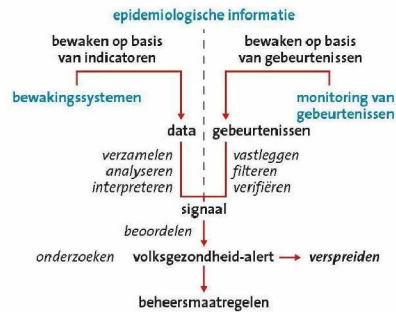 epidemiologische informatie
bewaken op basis
van indicatoren
bewaken op basis
van gebeurtenissen
bewakingssystemen
monitoring van
gebeurtenissen
data
gebeurtenissen
verzamelen
analyseren
interpreteren
vastleggen
filteren
verifiëren
signaal
beoordelen
onderzoeken
volksgezondheid-alert
verspreiden
beheersmaatregelen